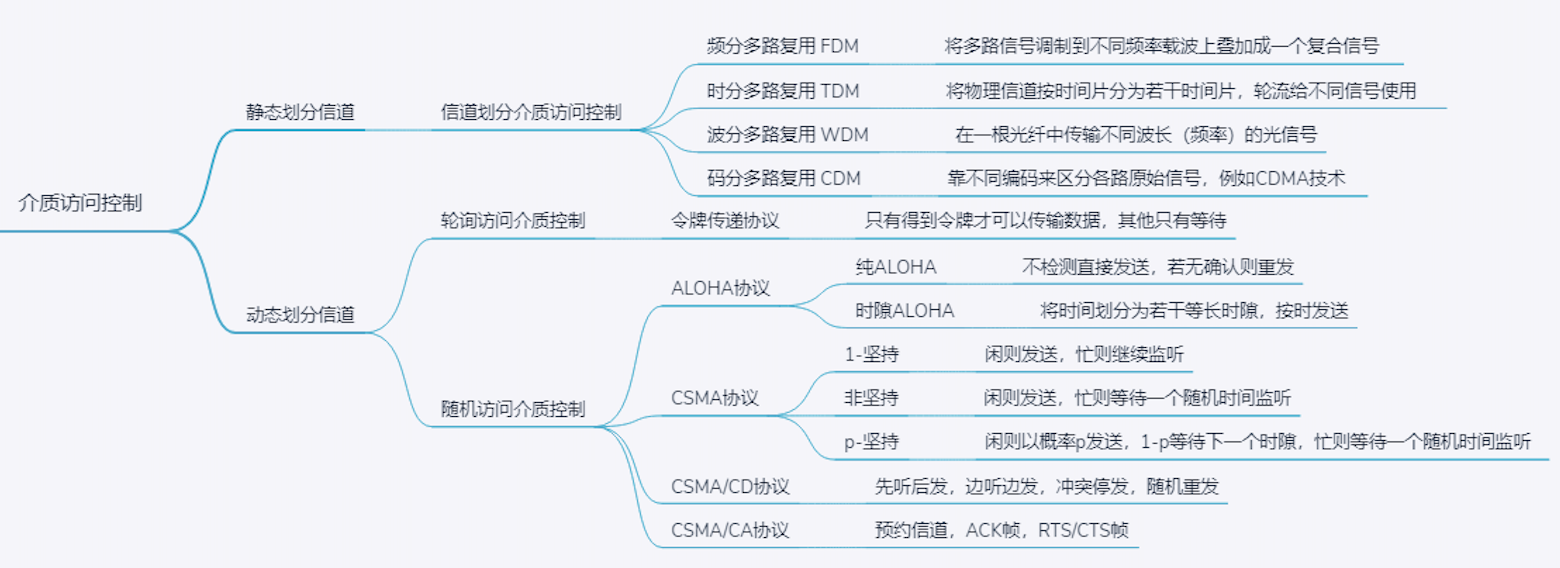 介质访问控制
静态划分信道
信道划分介质访问控制
频分多路复用 FDM
将多路信号调制到不同频率载波上叠加成一个复合信号
时分多路复用 TDM
将物理信道按时间片分为若干时间片，轮流给不同信号使用
波分多路复用 WDM
在一根光纤中传输不同波长（频率）的光信号
码分多路复用 CDM
靠不同编码来区分各路原始信号，例如CDMA技术
动态划分信道
轮询访问介质控制
令牌传递协议
只有得到令牌才可以传输数据，其他只有等待
随机访问介质控制
ALOHA协议
纯ALOHA
不检测直接发送，若无确认则重发
时隙ALOHA
将时间划分为若干等长时隙，按时发送
CSMA协议
1-坚持
闲则发送，忙则继续监听
非坚持
闲则发送，忙则等待一个随机时间监听
p-坚持
闲则以概率p发送，1-p等待下一个时隙，忙则等待一个随机时间监听
CSMA/CD协议
先听后发，边听边发，冲突停发，随机重发
CSMA/CA协议
预约信道，ACK帧，RTS/CTS帧